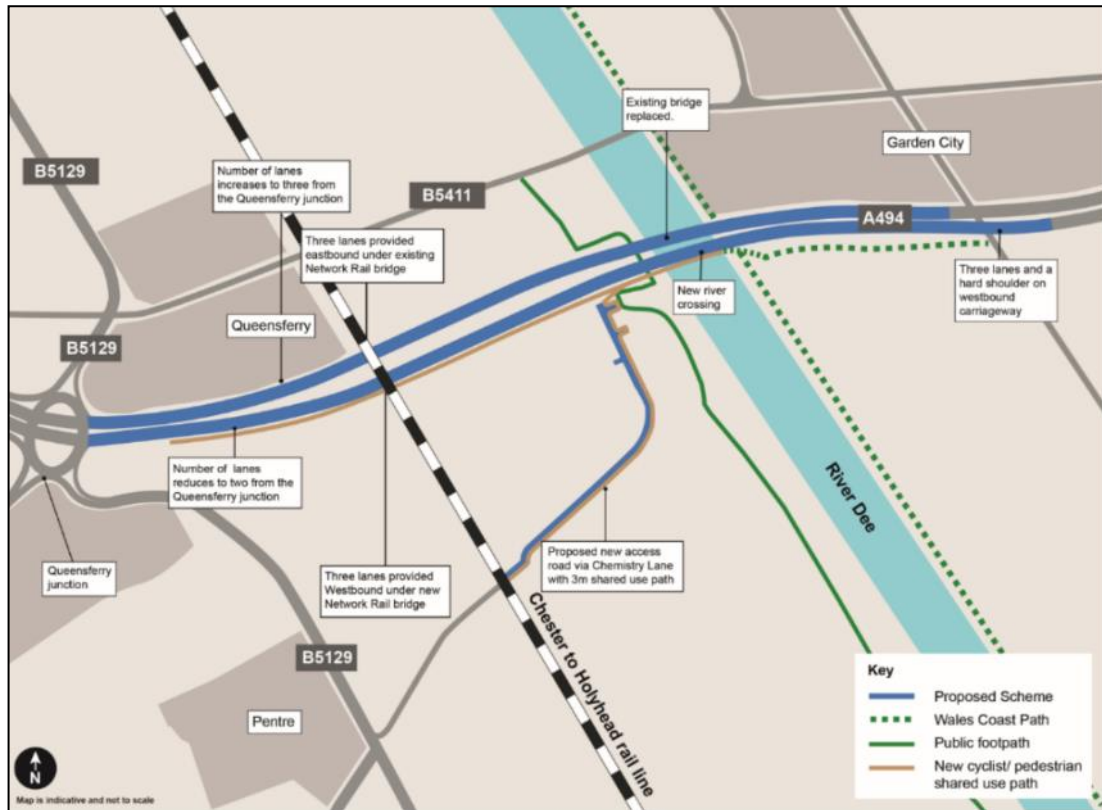 Existing bridge
replaced.
Garden City
B5129
Number of lanes
increases to three from
the Queensferry junction
B5411
A494
Three lanes provided
eastbound under existing
Network Rail bridge
New river
crossing
Three lanes and a
hard shoulder on
westbound
carriageway
Queensferry
B5129
Number of lanes
reduces to two from the
Queensferry junction
River Dee
Queensferry
junction
Three lanes provided
Westbound under new
Network Rail bridge
Proposed new access
road via Chemistry Lane
with 3m shared use path
Chester to Holyhead rail line
B5129
Pentre
Key
Proposed Scheme
Wales Coast Path
Public footpath
New cyclist/ pedestrian
shared use path
N
Map is indicative and not to scale